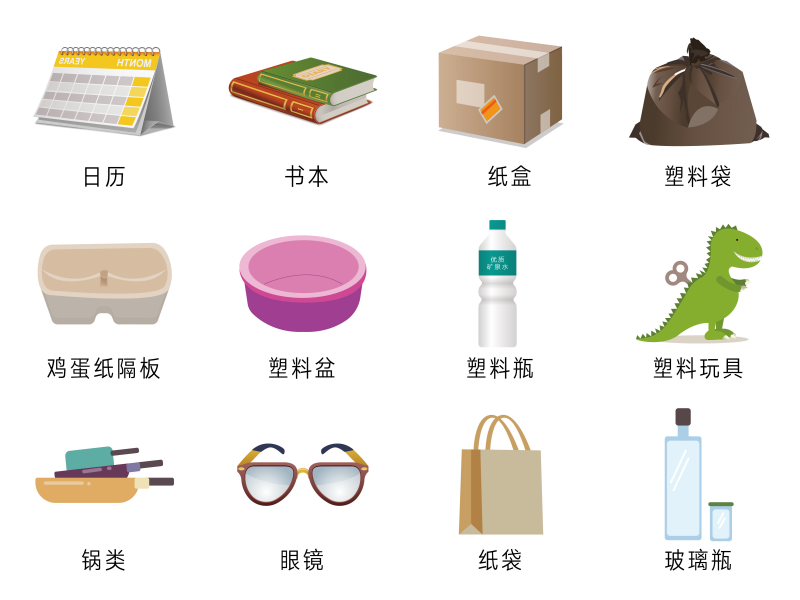 YEARS MONTH
日历
书本
纸盒
塑料袋
优质
矿泉水
鸡蛋纸隔板
塑料盆
塑料瓶
塑料玩具
锅类
眼镜
纸袋
玻璃瓶